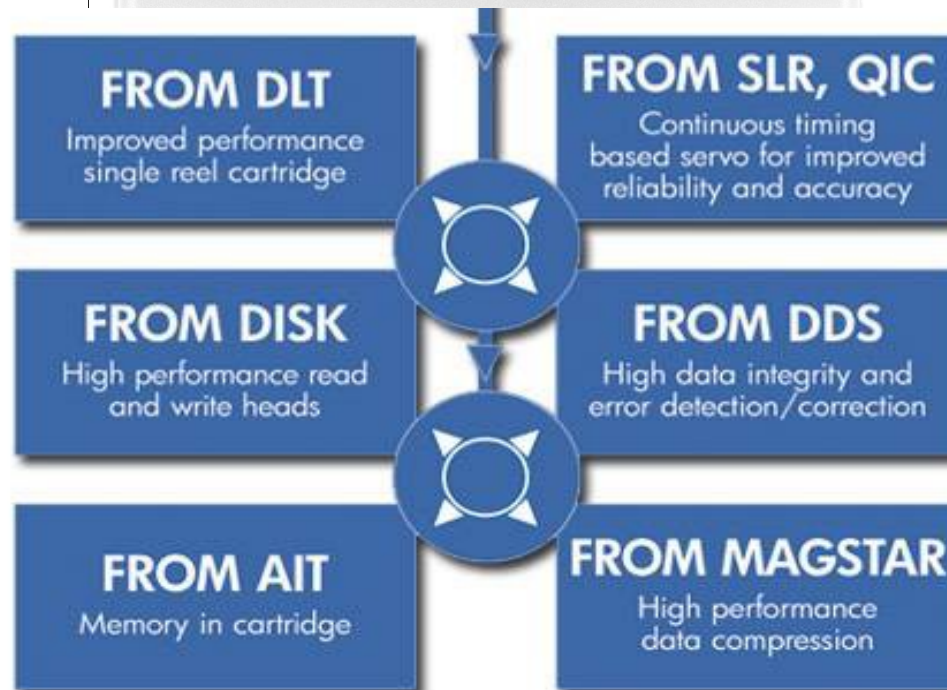 FROM DLT
Improved performance
single reel cartridge
FROM SLR, QIC
Continuous timing
based servo for improved
reliability and accuracy
FROM DISK
High performance read
and write heads
FROM DDS
High data integrity and
error detection/correction
FROM AIT
Memory in cartridge
FROM MAGSTAR
High performance
data compression